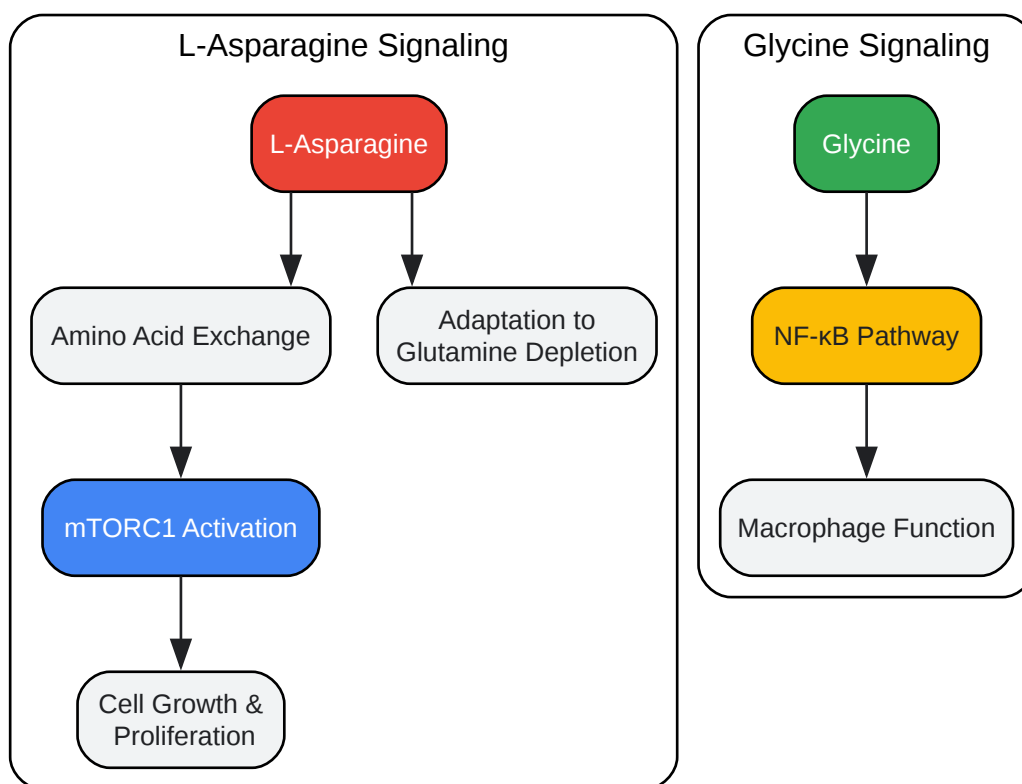 L-Asparagine Signaling
L-Asparagine
Amino Acid Exchange
Adaptation to
Glutamine Depletion
mTORC1 Activation
Cell Growth &
Proliferation
Glycine Signaling
Glycine
NF-κB Pathway
Macrophage Function